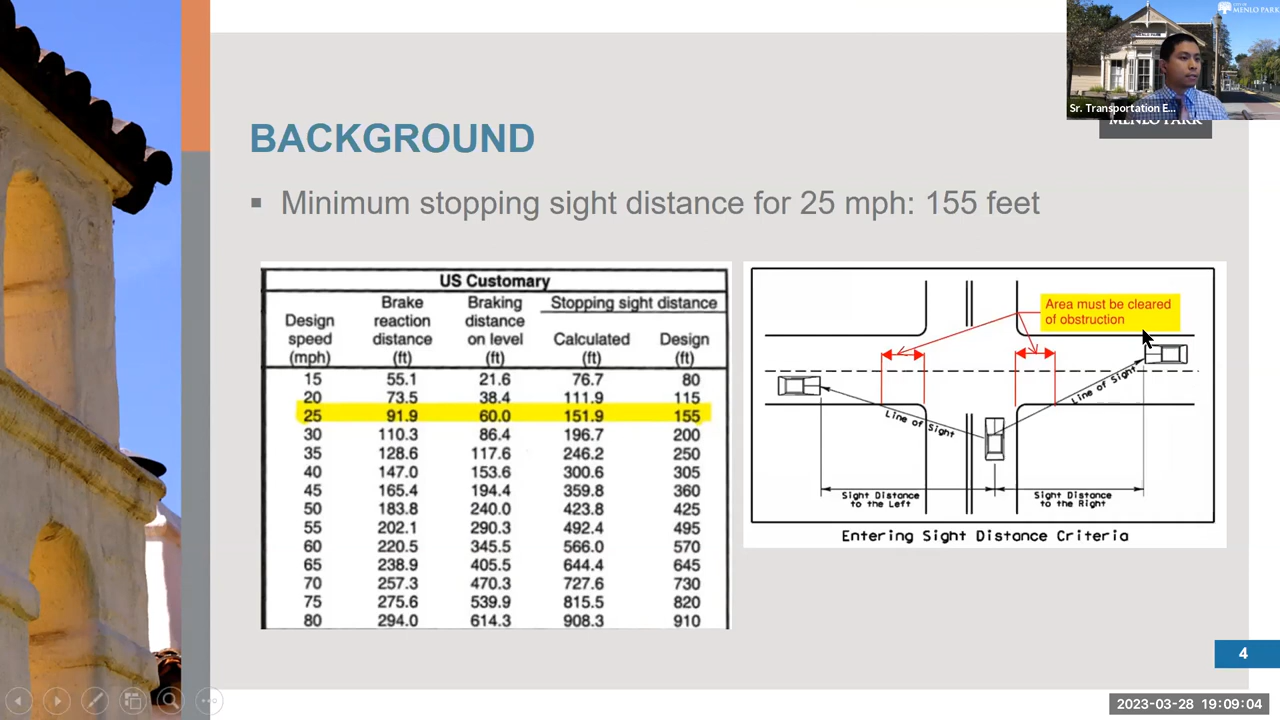 CITY OF
MENLO PARK
Sr. Transportation E...
MENLO PARK
BACKGROUND
▪ Minimum stopping sight distance for 25 mph: 155 feet
US Customary
Design speed (mph) Brake reaction distance (ft) Braking distance on level (ft) Stopping sight distance Calculated (ft) Design (ft)
15 55.1 21.6 76.7 80
20 73.5 38.4 111.9 115
25 91.9 60.0 151.9 155
30 110.3 86.4 196.7 200
35 128.6 117.6 246.2 250
40 147.0 153.6 300.6 305
45 165.4 194.4 359.8 360
50 183.8 240.0 423.8 425
55 202.1 290.3 492.4 495
60 220.5 345.5 566.0 570
65 238.9 405.5 644.4 645
70 257.3 470.3 727.6 730
75 275.6 539.9 815.5 820
80 294.0 614.3 908.3 910
Area must be cleared
of obstruction
Line of Sight
Line of Sight
Sight Distance
to the Left
Sight Distance
to the Right
Entering Sight Distance Criteria
4
2023-03-28 19:09:04